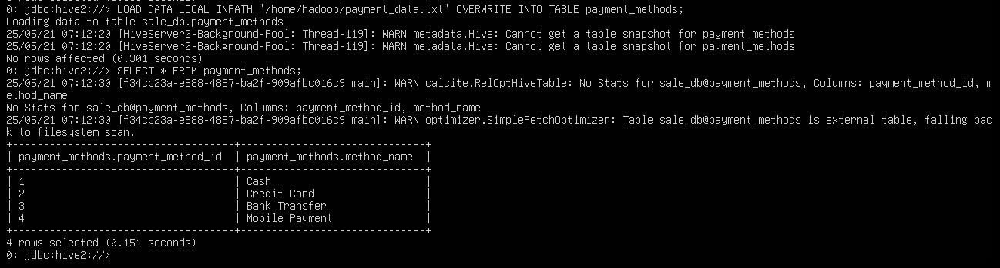 0: jdbc:hive2://> LOAD DATA LOCAL INPATH '/home/hadoop/payment_data.txt' OVERWRITE INTO TABLE payment_methods;
Loading data to table sale_db.payment_methods
25/05/21 07:12:20 [HiveServer2-Background-Pool: Thread-119]: WARN metadata.Hive: Cannot get a table snapshot for payment_methods
25/05/21 07:12:20 [HiveServer2-Background-Pool: Thread-119]: WARN metadata.Hive: Cannot get a table snapshot for payment_methods
No rows affected (0.301 seconds)
0: jdbc:hive2://> SELECT * FROM payment_methods;
25/05/21 07:12:30 [f34cb23a-e588-4887-ba2f-909afbc016c9 main]: WARN calcite.RelOptHiveTable: No Stats for sale_db@payment_methods, Columns: payment_method_id, m
ethod_name
No Stats for sale_db@payment_methods, Columns: payment_method_id, method_name
25/05/21 07:12:30 [f34cb23a-e588-4887-ba2f-909afbc016c9 main]: WARN optimizer.SimpleFetchOptimizer: Table sale_db@payment_methods is external table, falling bac
k to filesystem scan.
+------------------------------------+------------------------------+
| payment_methods.payment_method_id  | payment_methods.method_name  |
+------------------------------------+------------------------------+
| 1                                  | Cash                         |
| 2                                  | Credit Card                  |
| 3                                  | Bank Transfer                |
| 4                                  | Mobile Payment               |
+------------------------------------+------------------------------+
4 rows selected (0.151 seconds)
0: jdbc:hive2://>